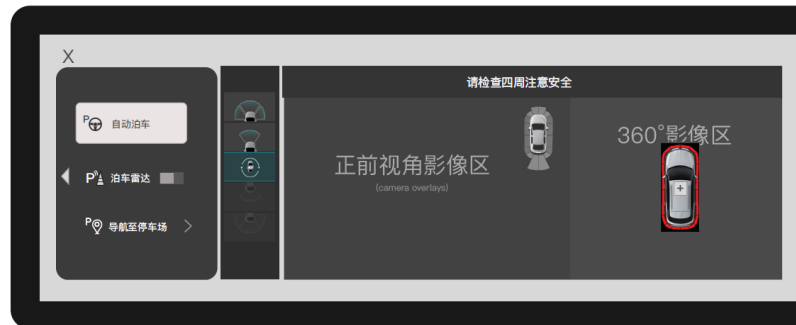 X
请检查四周注意安全
P 自动泊车
P 泊车雷达
P 导航至停车场
正前视角影像区
(camera overlays)
360°影像区